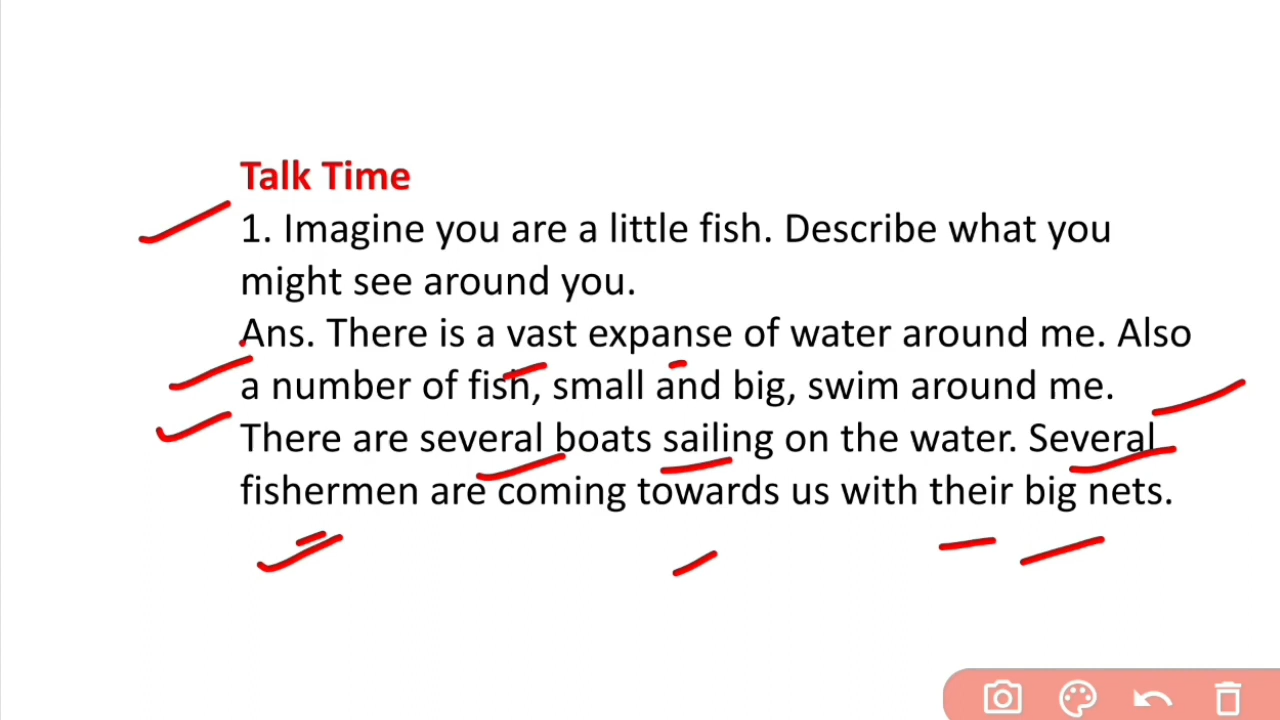 Talk Time
1. Imagine you are a little fish. Describe what you
might see around you.
Ans. There is a vast expanse of water around me. Also
a number of fish, small and big, swim around me.
There are several boats sailing on the water. Several
fishermen are coming towards us with their big nets.